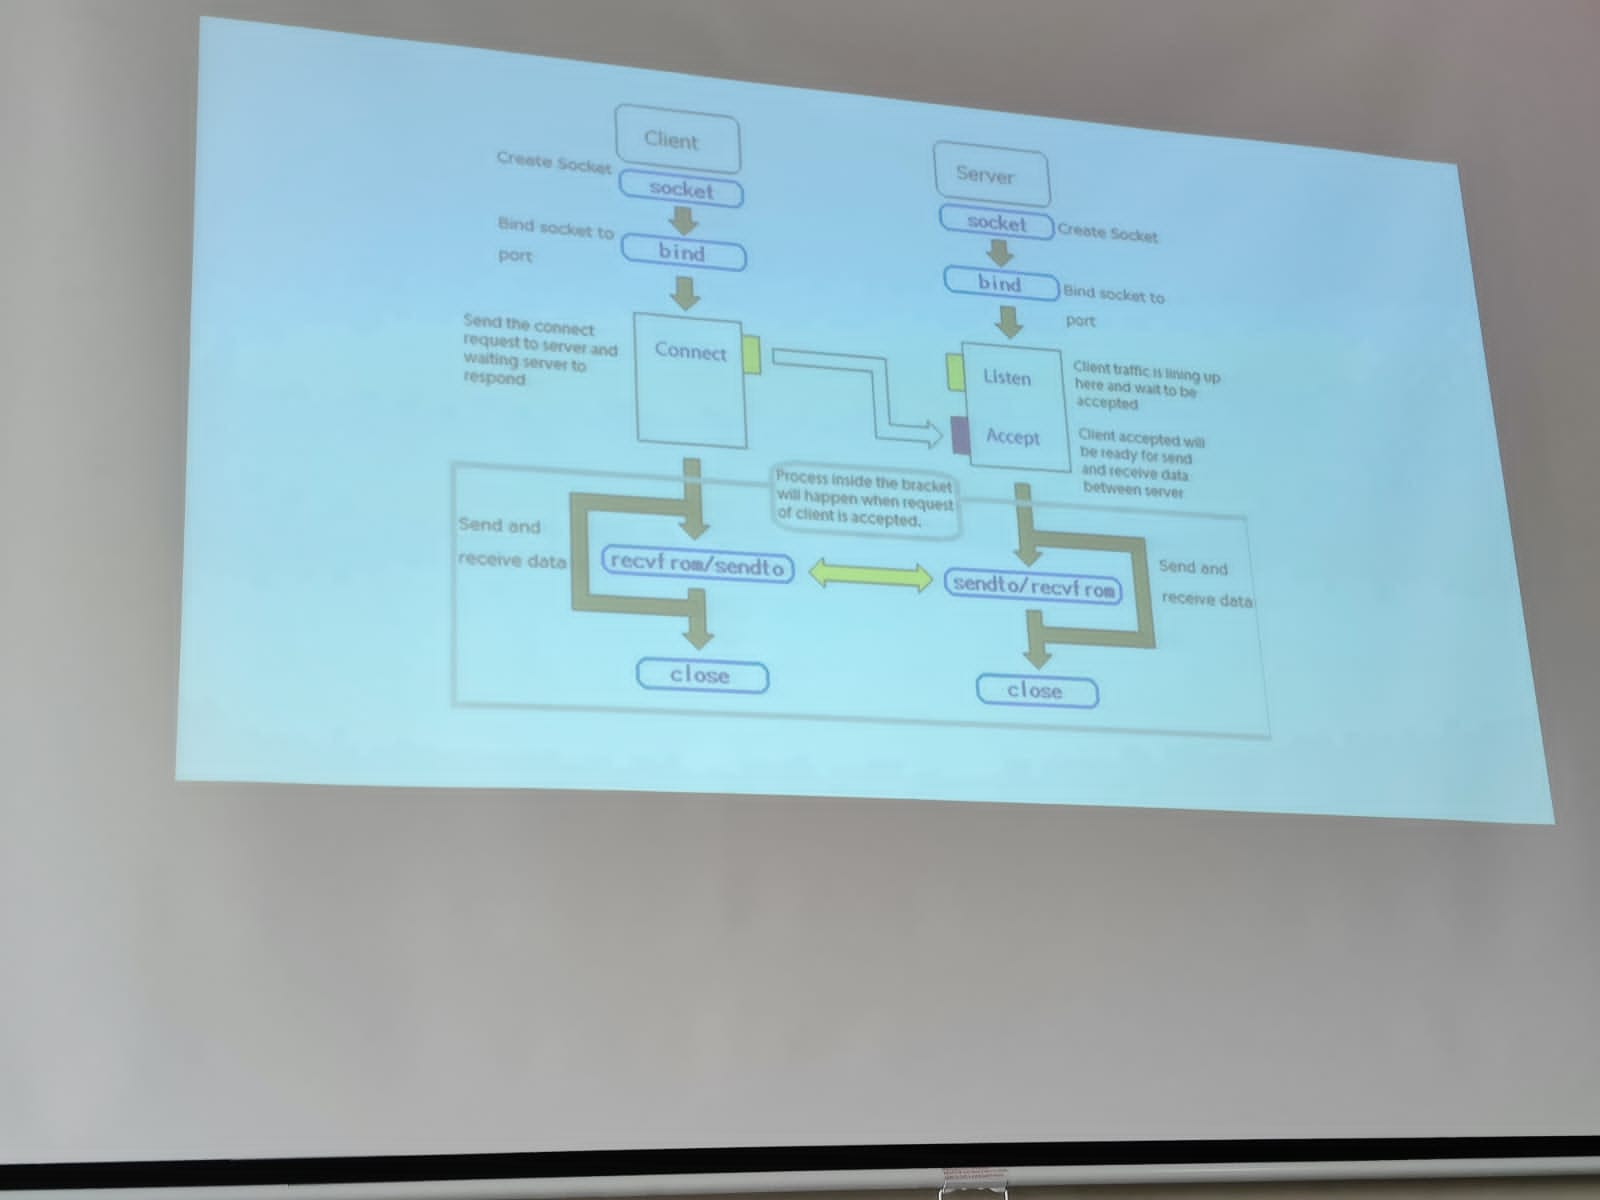 Client
Create Socket
socket
Bind socket to
port
bind
Send the connect
request to server and
waiting server to
respond
Connect
Server
socket
Create Socket
bind
Bind socket to
port
Listen
Client traffic is lining up
here and wait to be
accepted
Accept
Client accepted will
be ready for send
and receive data
between server
Process inside the bracket
will happen when request
of client is accepted.
Send and
receive data
recvfrom/sendto
sendto/recvfrom
Send and
receive data
close
close